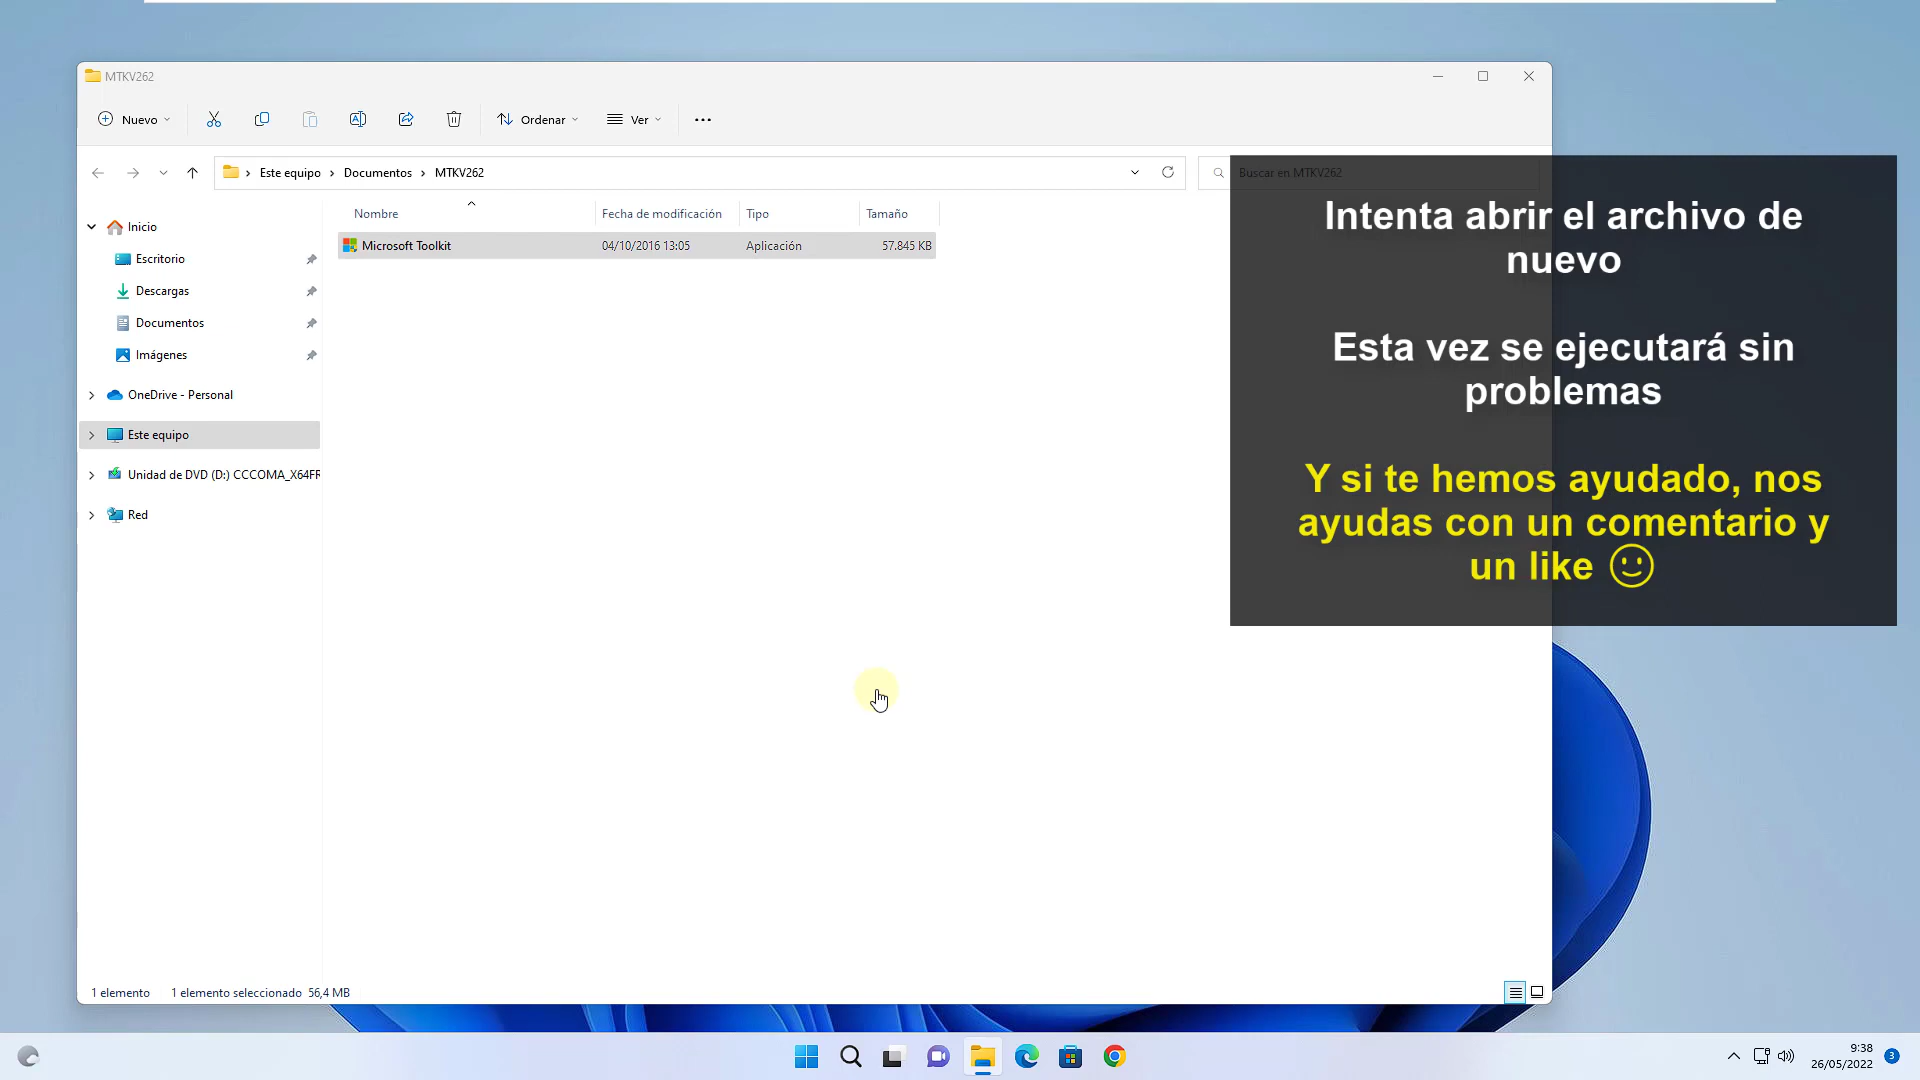 MTKV262
Nuevo
Ordenar
Ver
Este equipo
Documentos
MTKV262
Buscar en MTKV262
Nombre
Fecha de modificación
Tipo
Tamaño
Microsoft Toolkit
04/10/2016 13:05
Aplicación
57.845 KB
Inicio
Escritorio
Descargas
Documentos
Imágenes
OneDrive - Personal
Este equipo
Unidad de DVD (D:) CCCOMA_X64FR
Red
Intenta abrir el archivo de
nuevo
Esta vez se ejecutará sin
problemas
Y si te hemos ayudado, nos
ayudas con un comentario y
un like
1 elemento
1 elemento seleccionado 56,4 MB
9:38
26/05/2022
3